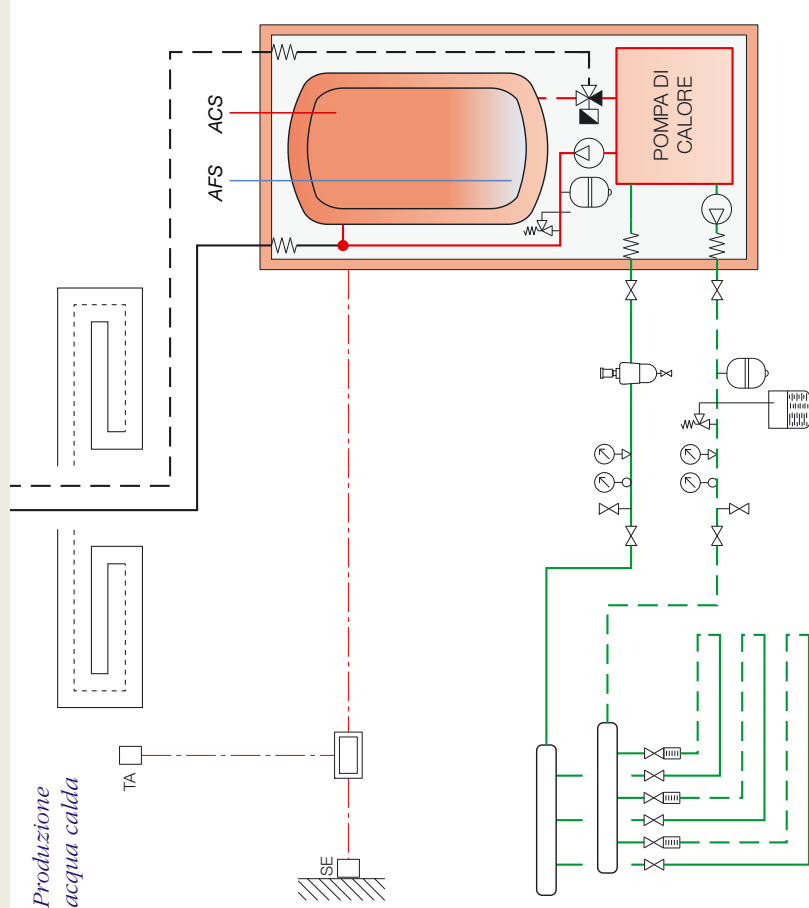 Produzione
acqua calda
TA
SE
ACS
AFS
POMPA DI
CALORE